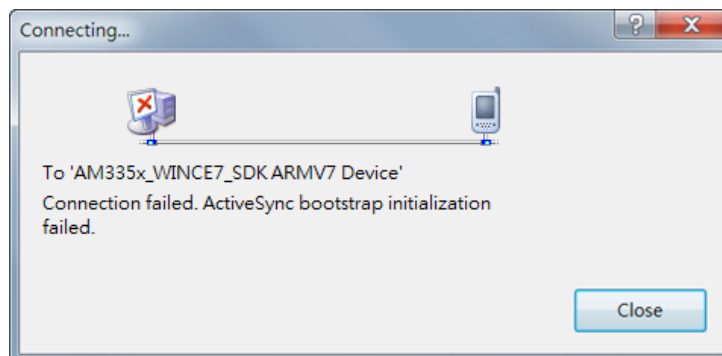 Connecting...
To 'AM335x_WINCE7_SDK ARMV7 Device'
Connection failed. ActiveSync bootstrap initialization
failed.
Close